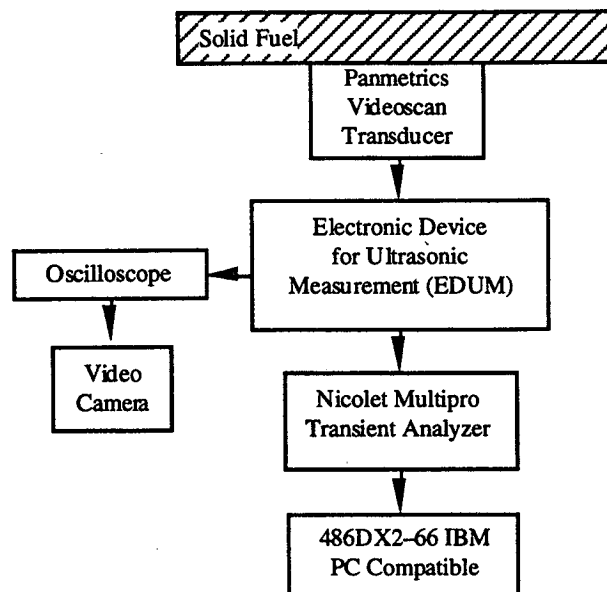 Solid Fuel
Panmetrics
Videoscan
Transducer
Electronic Device
for Ultrasonic
Measurement (EDUM)
Oscilloscope
Video
Camera
Nicolet Multipro
Transient Analyzer
486DX2–66 IBM
PC Compatible